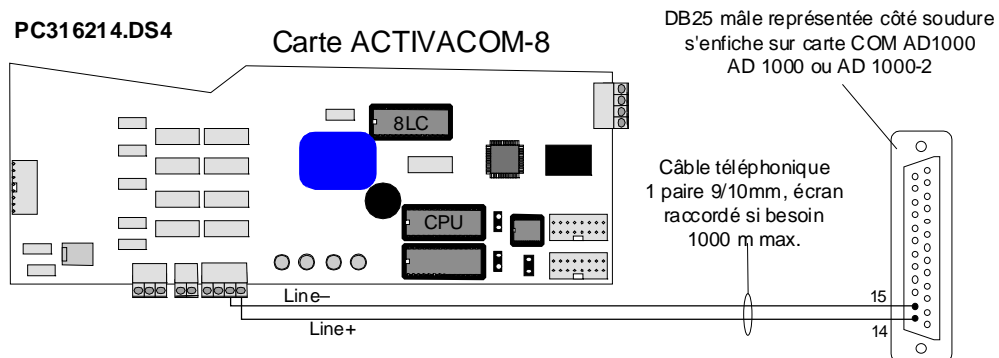 PC316214.DS4
Carte ACTIVACOM-8
DB25 mâle représentée côté soudure
s'enfiche sur carte COM AD1000
AD 1000 ou AD 1000-2
8LC
CPU
Câble téléphonique
1 paire 9/10mm, écran
raccordé si besoin
1000 m max.
Line–
15
Line+
14